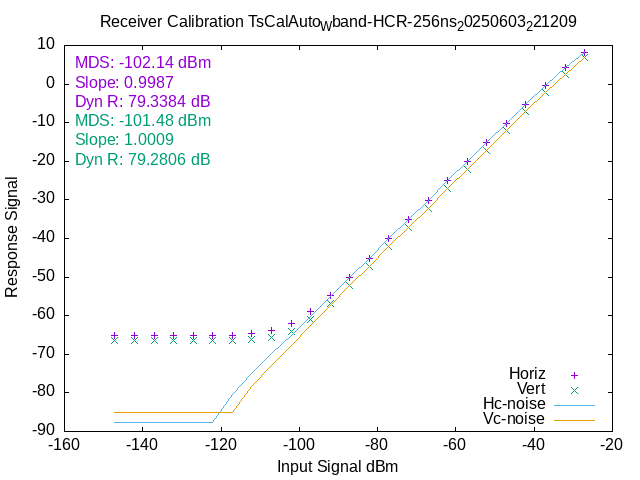 Receiver Calibration TsCalAuto_Wband-HCR-256ns_20250603_221209
MDS: -102.14 dBm
Slope: 0.9987
Dyn R: 79.3384 dB
MDS: -101.48 dBm
Slope: 1.0009
Dyn R: 79.2806 dB
10
0
-10
-20
-30
-40
-50
-60
-70
-80
-90
Response Signal
Horiz
Vert
Hc-noise
Vc-noise
-160 -140 -120 -100 -80 -60 -40 -20
Input Signal dBm